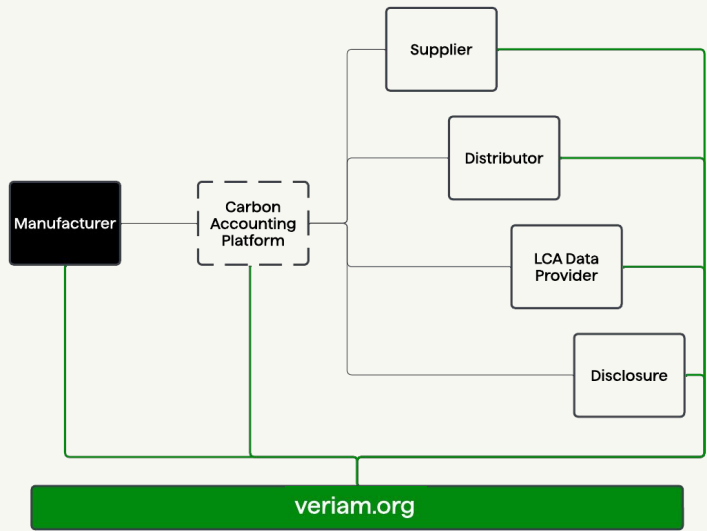 Supplier
Distributor
Manufacturer
Carbon
Accounting
Platform
LCA Data
Provider
Disclosure
veriam.org